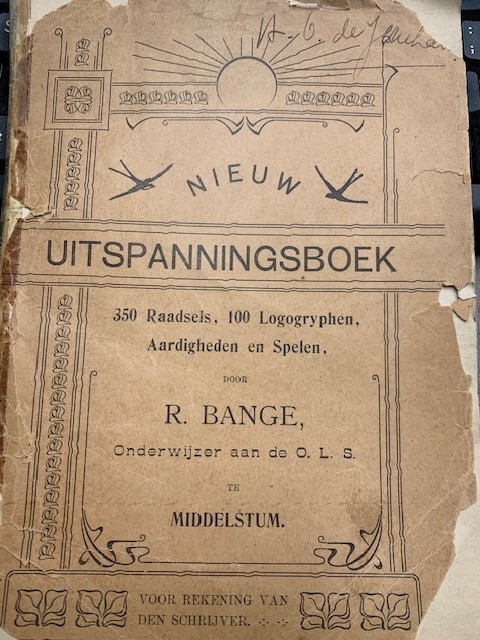 NIEUW
UITSPANNINGSBOEK
350 Raadsels, 100 Logogryphen,
Aardigheden en Spelen,
DOOR
R. BANGE,
Onderwijzer aan de O. L. S.
TE
MIDDELSTUM.
VOOR REKENING VAN
DEN SCHRIJVER.